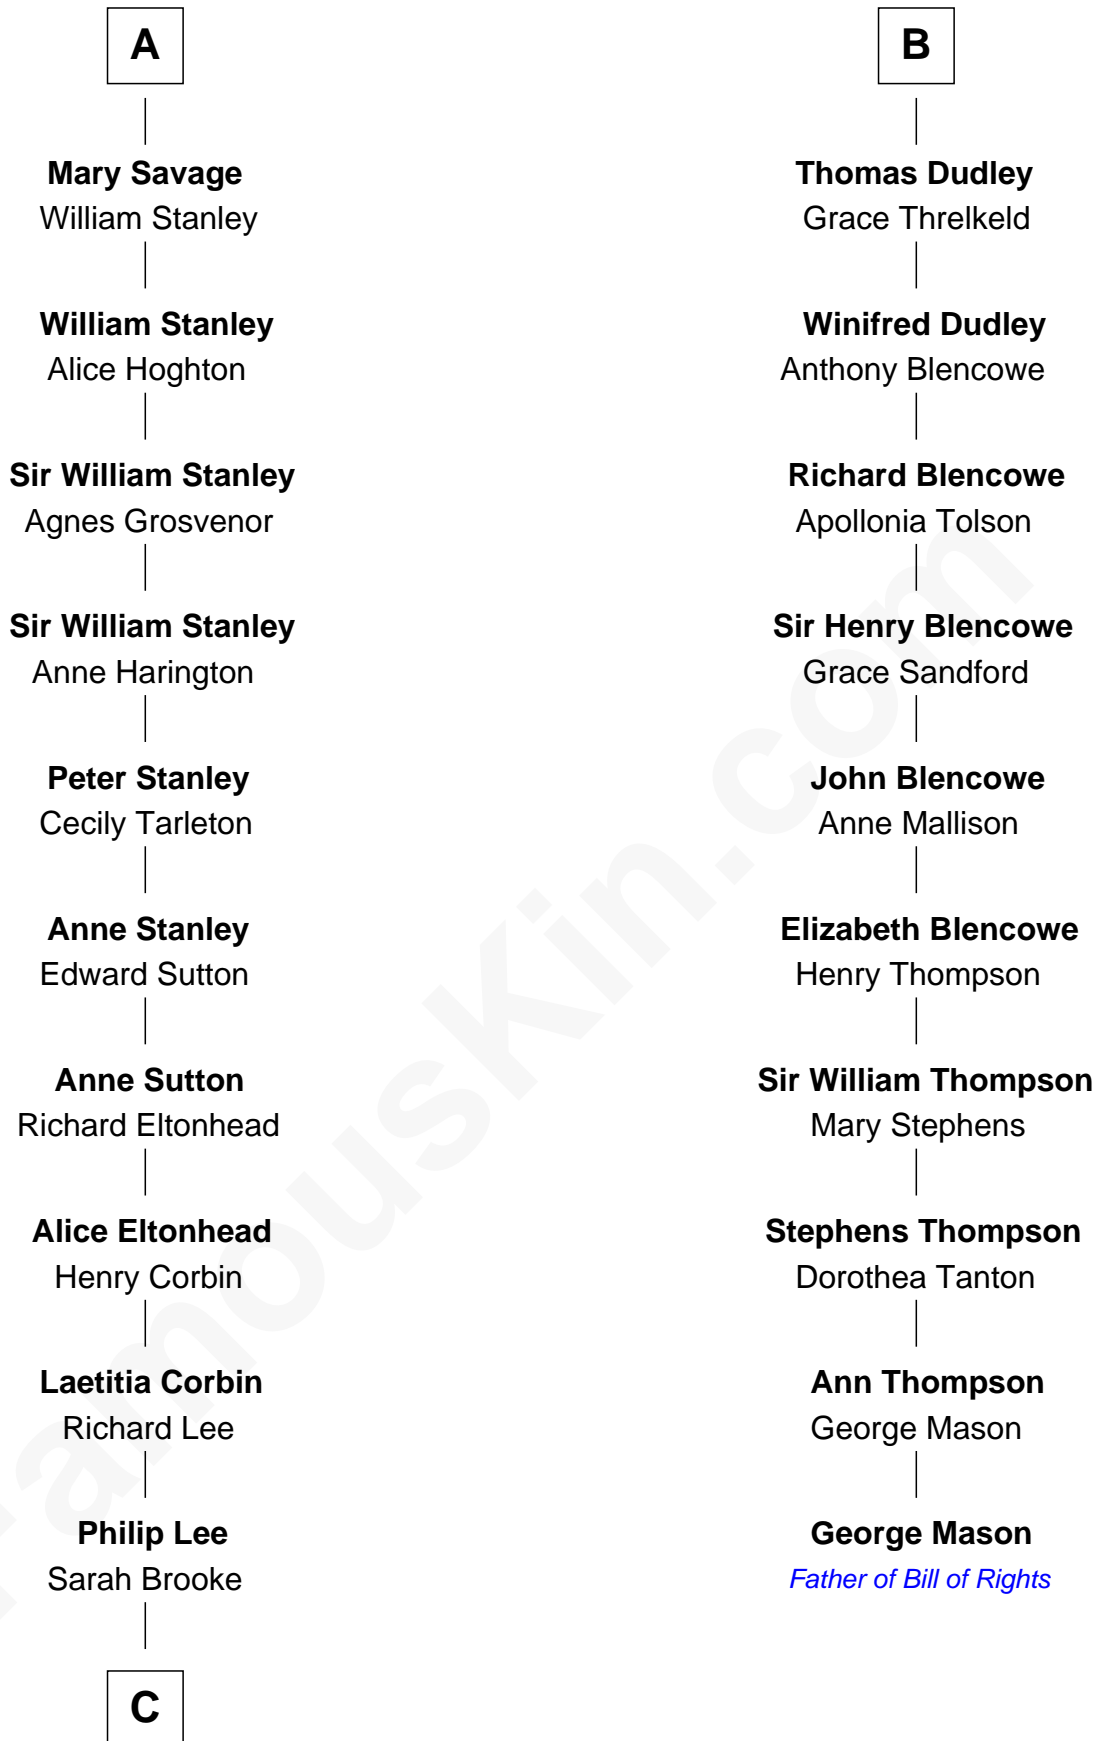 A
Mary Savage
William Stanley
William Stanley
Alice Hoghton
Sir William Stanley
Agnes Grosvenor
Sir William Stanley
Anne Harington
Peter Stanley
Cecily Tarleton
Anne Stanley
Edward Sutton
Anne Sutton
Richard Eltonhead
Alice Eltonhead
Henry Corbin
Laetitia Corbin
Richard Lee
Philip Lee
Sarah Brooke
C
B
Thomas Dudley
Grace Threlkeld
Winifred Dudley
Anthony Blencowe
Richard Blencowe
Apollonia Tolson
Sir Henry Blencowe
Grace Sandford
John Blencowe
Anne Mallison
Elizabeth Blencowe
Henry Thompson
Sir William Thompson
Mary Stephens
Stephens Thompson
Dorothea Tanton
Ann Thompson
George Mason
George Mason
Father of Bill of Rights
FamousKin.com